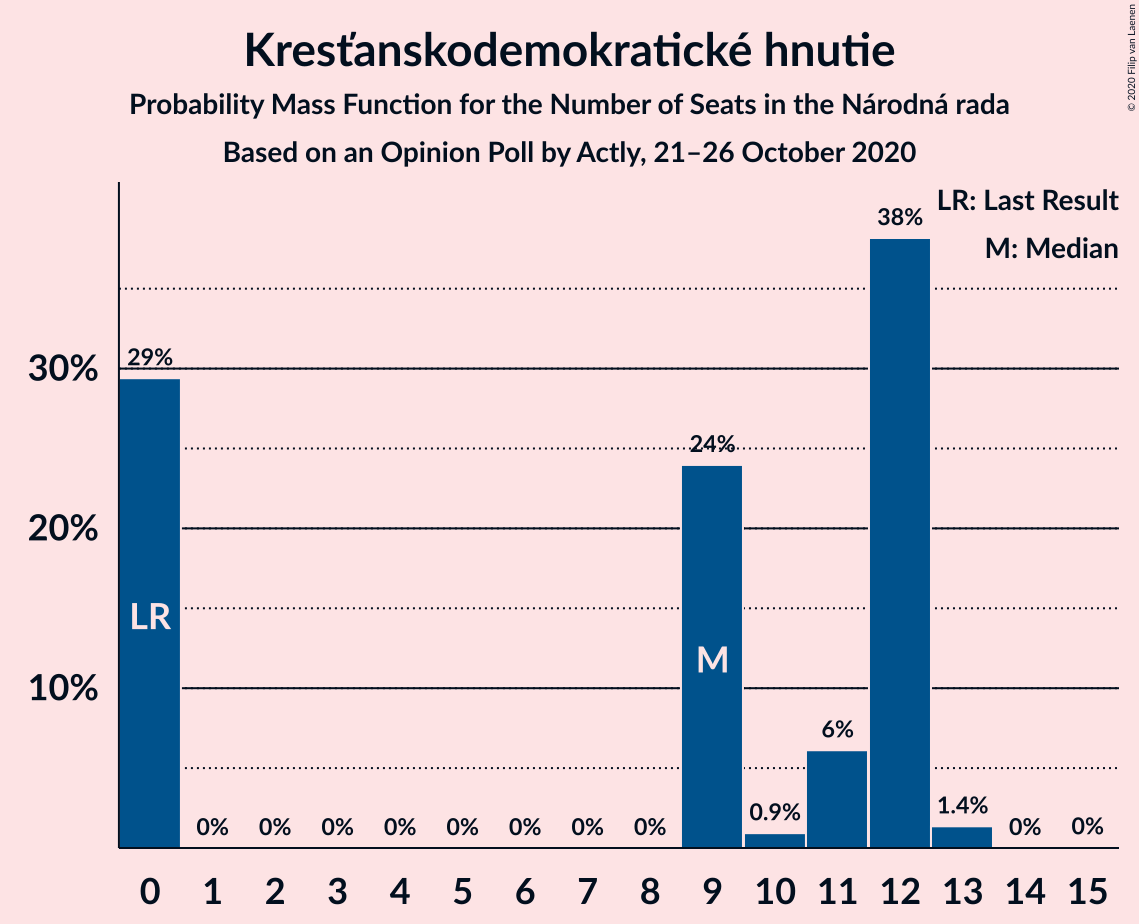 Kresťanskodemokratické hnutie
Probability Mass Function for the Number of Seats in the Národná rada
Based on an Opinion Poll by Actly, 21–26 October 2020
© 2020 Filip van Laenen
LR: Last Result
M: Median
38%
29%
30%
24%
20%
LR
M
10%
6%
0.9%
1.4%
0% 0% 0% 0% 0% 0% 0% 0% 0% 0%
0 1 2 3 4 5 6 7 8 9 10 11 12 13 14 15